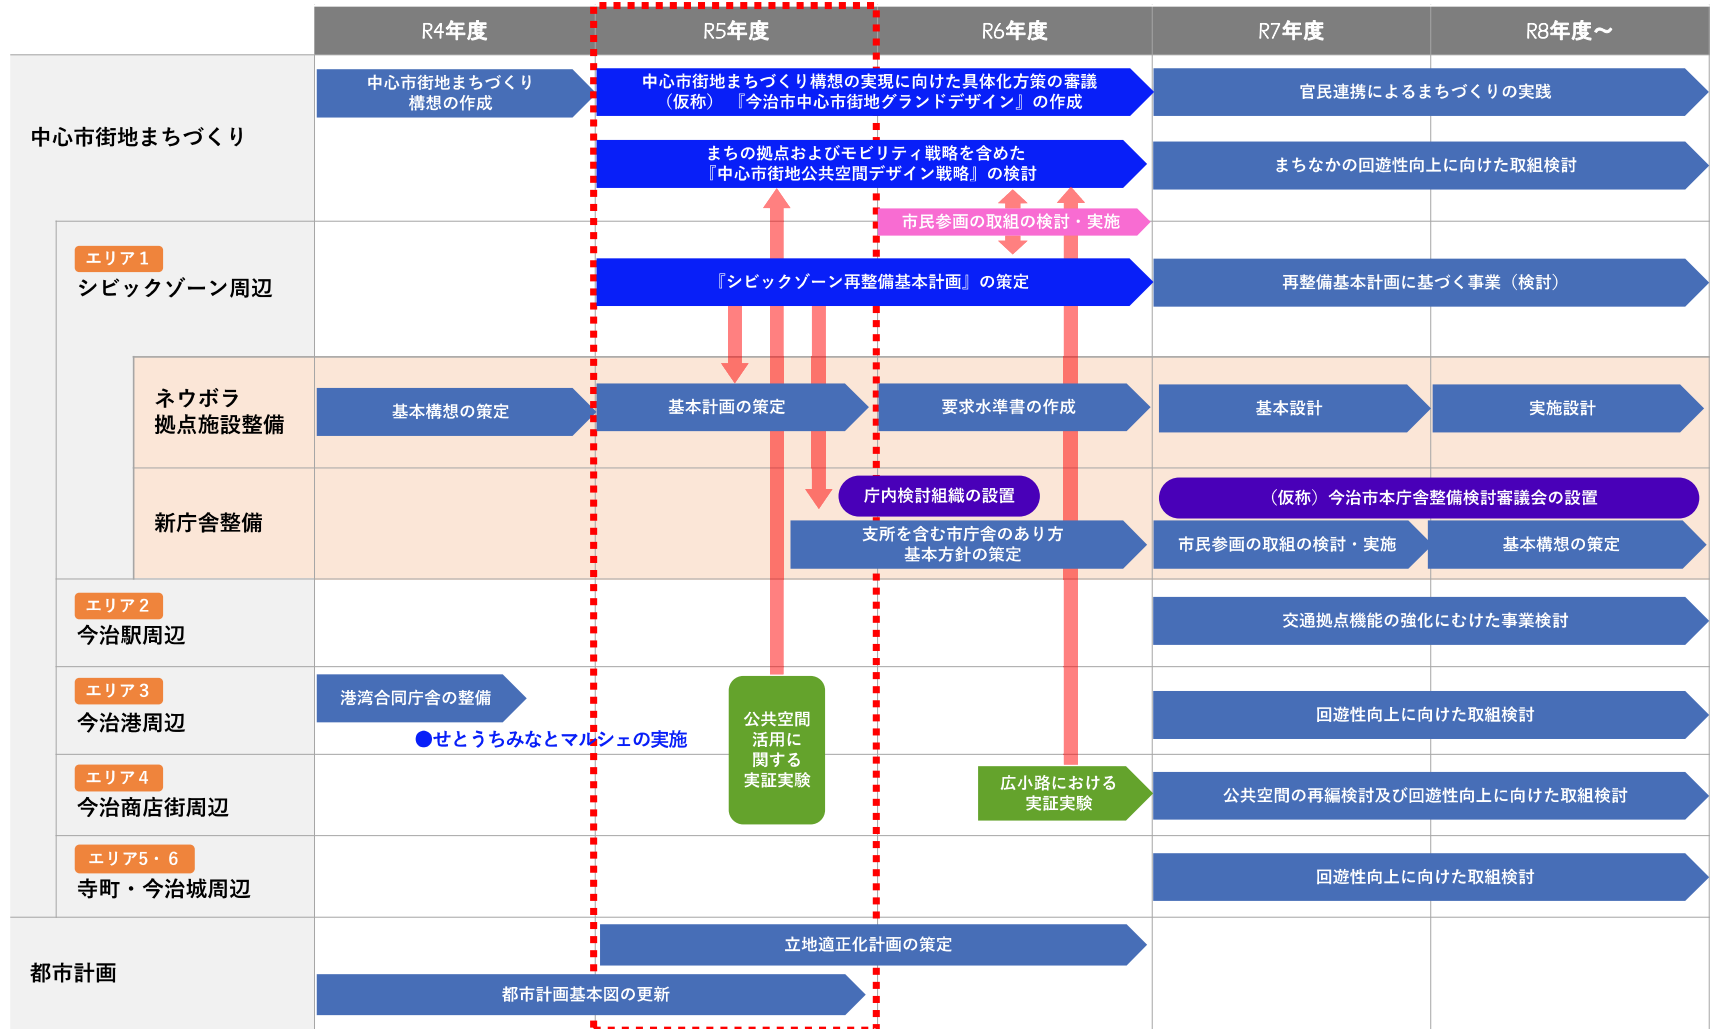 R4年度
R5年度
R6年度
R7年度
R8年度～
中心市街地まちづくり
中心市街地まちづくり
構想の作成
中心市街地まちづくり構想の実現に向けた具体化方策の審議
（仮称）『今治市中心市街地グランドデザイン』の作成
官民連携によるまちづくりの実践
まちの拠点およびモビリティ戦略を含めた
『中心市街地公共空間デザイン戦略』の検討
まちなかの回遊性向上に向けた取組検討
市民参画の取組の検討・実施
エリア１
シビックゾーン周辺
『シビックゾーン再整備基本計画』の策定
再整備基本計画に基づく事業（検討）
ネウボラ
拠点施設整備
基本構想の策定
基本計画の策定
要求水準書の作成
基本設計
実施設計
新庁舎整備
庁内検討組織の設置
（仮称）今治市本庁舎整備検討審議会の設置
支所を含む市庁舎のあり方
基本方針の策定
市民参画の取組の検討・実施
基本構想の策定
エリア２
今治駅周辺
交通拠点機能の強化にむけた事業検討
エリア３
今治港周辺
港湾合同庁舎の整備
●せとうちみなとマルシェの実施
公共空間
活用に
関する
実証実験
回遊性向上に向けた取組検討
エリア４
今治商店街周辺
広小路における
実証実験
公共空間の再編検討及び回遊性向上に向けた取組検討
エリア5・６
寺町・今治城周辺
回遊性向上に向けた取組検討
都市計画
立地適正化計画の策定
都市計画基本図の更新